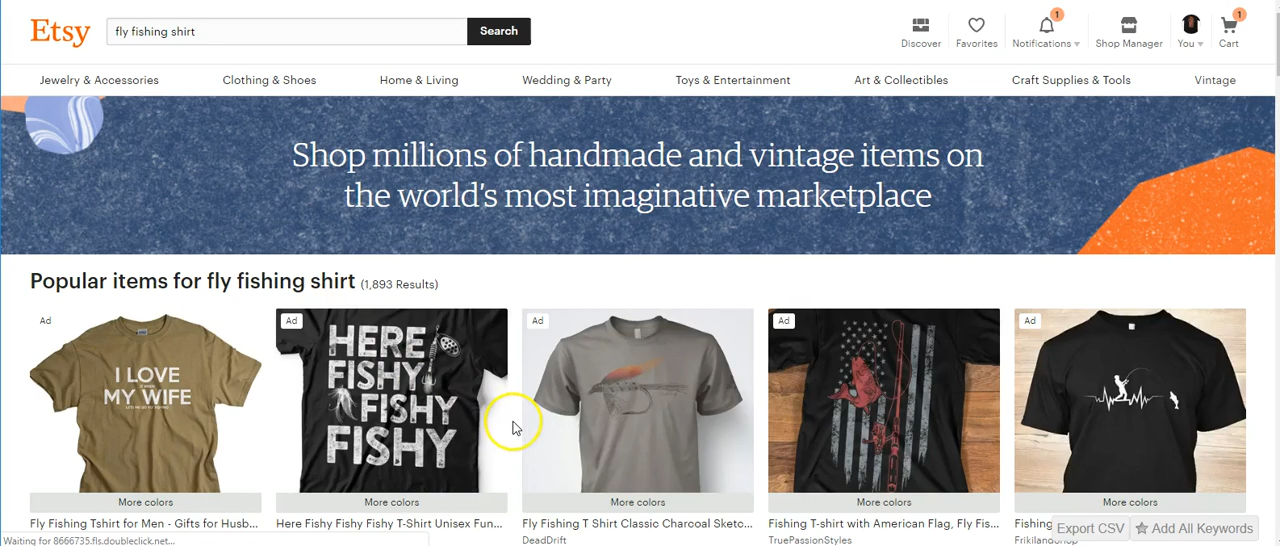 Etsy
fly fishing shirt
Search
1
1
Discover
Favorites
Notifications
Shop Manager
You
Cart
Jewelry & Accessories
Clothing & Shoes
Home & Living
Wedding & Party
Toys & Entertainment
Art & Collectibles
Craft Supplies & Tools
Vintage
Shop millions of handmade and vintage items on
the world's most imaginative marketplace
Popular items for fly fishing shirt (1,893 Results)
Ad
I LOVE
MY WIFE
More colors
Ad
HERE
FISHY
FISHY
FISHY
More colors
Ad
More colors
Ad
More colors
Ad
More colors
Fly Fishing Tshirt for Men - Gifts for Husb...
Here Fishy Fishy Fishy T-Shirt Unisex Fun...
Fly Fishing T Shirt Classic Charcoal Sketc...
DeadDrift
Fishing T-shirt with American Flag, Fly Fis...
TruePassionStyles
Fishing
Export CSV
Add All Keywords
Waiting for 8666735.fls.doubleclick.net...